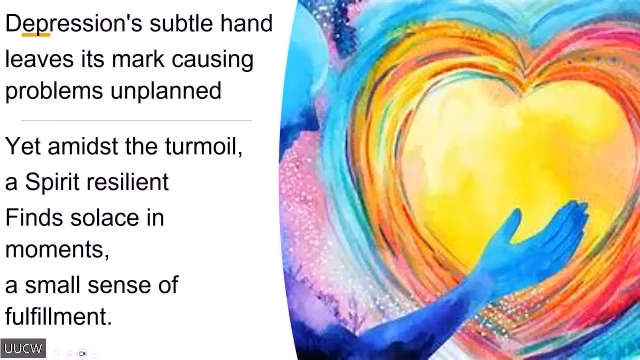 Depression's subtle hand
leaves its mark causing
problems unplanned
Yet amidst the turmoil,
a Spirit resilient
Finds solace in
moments,
a small sense of
fulfillment.
UUCW